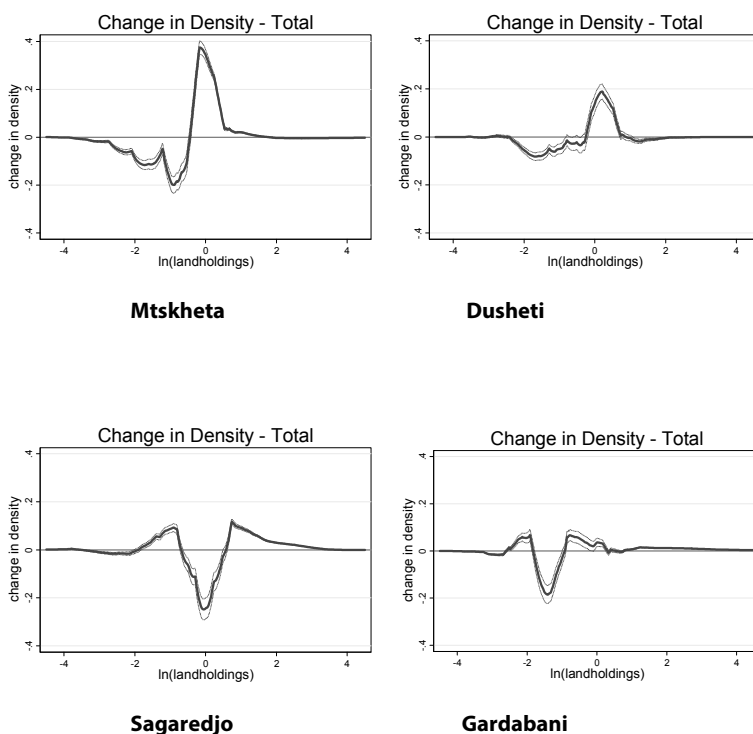 Change in Density - Total
change in density
.4
.2
0
-.2
-.4
-4
-2
0
2
4
ln(landholdings)
Mtskheta
Change in Density - Total
change in density
.4
.2
0
-.2
-.4
-4
-2
0
2
4
ln(landholdings)
Dusheti
Change in Density - Total
change in density
.4
.2
0
-.2
-.4
-4
-2
0
2
4
ln(landholdings)
Sagaredjo
Change in Density - Total
change in density
.4
.2
0
-.2
-.4
-4
-2
0
2
4
ln(landholdings)
Gardabani